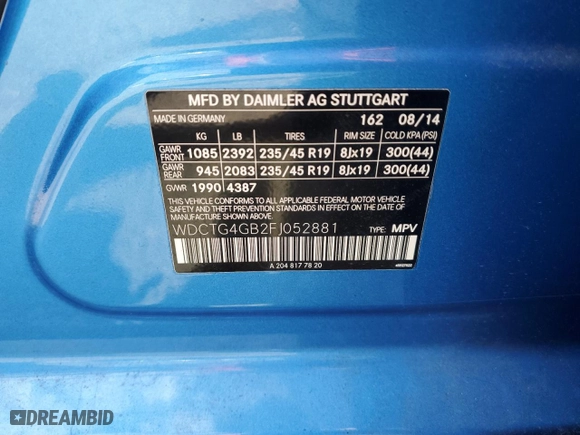 MFD BY DAIMLER AG STUTTGART
MADE IN GERMANY 162 08/14
KG LB TIRES RIM SIZE COLD KPA(PSI)
GAWR FRONT 1085 2392 235/45 R19 8Jx19 300(44)
GAWR REAR 945 2083 235/45 R19 8Jx19 300(44)
GVWR 1990 4387
THIS VEHICLE CONFORMS TO ALL APPLICABLE FEDERAL MOTOR VEHICLE
SAFETY AND THEFT PREVENTION STANDARDS IN EFFECT ON THE DATE OF
MANUFACTURE SHOWN ABOVE.
WDCTG4GB2FJ052881 TYPE: MPV
A 204 817 78 20
DREAMBID